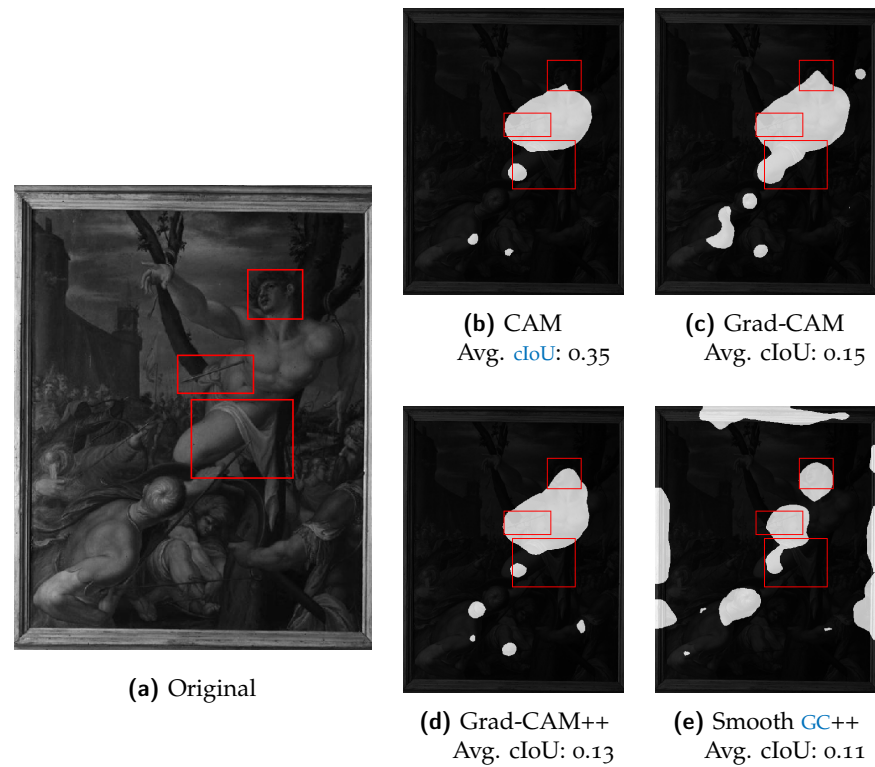 (a) Original
(b) CAM
Avg. cIoU: 0.35
(c) Grad-CAM
Avg. cIoU: 0.15
(d) Grad-CAM++
Avg. cIoU: 0.13
(e) Smooth GC++
Avg. cIoU: 0.11